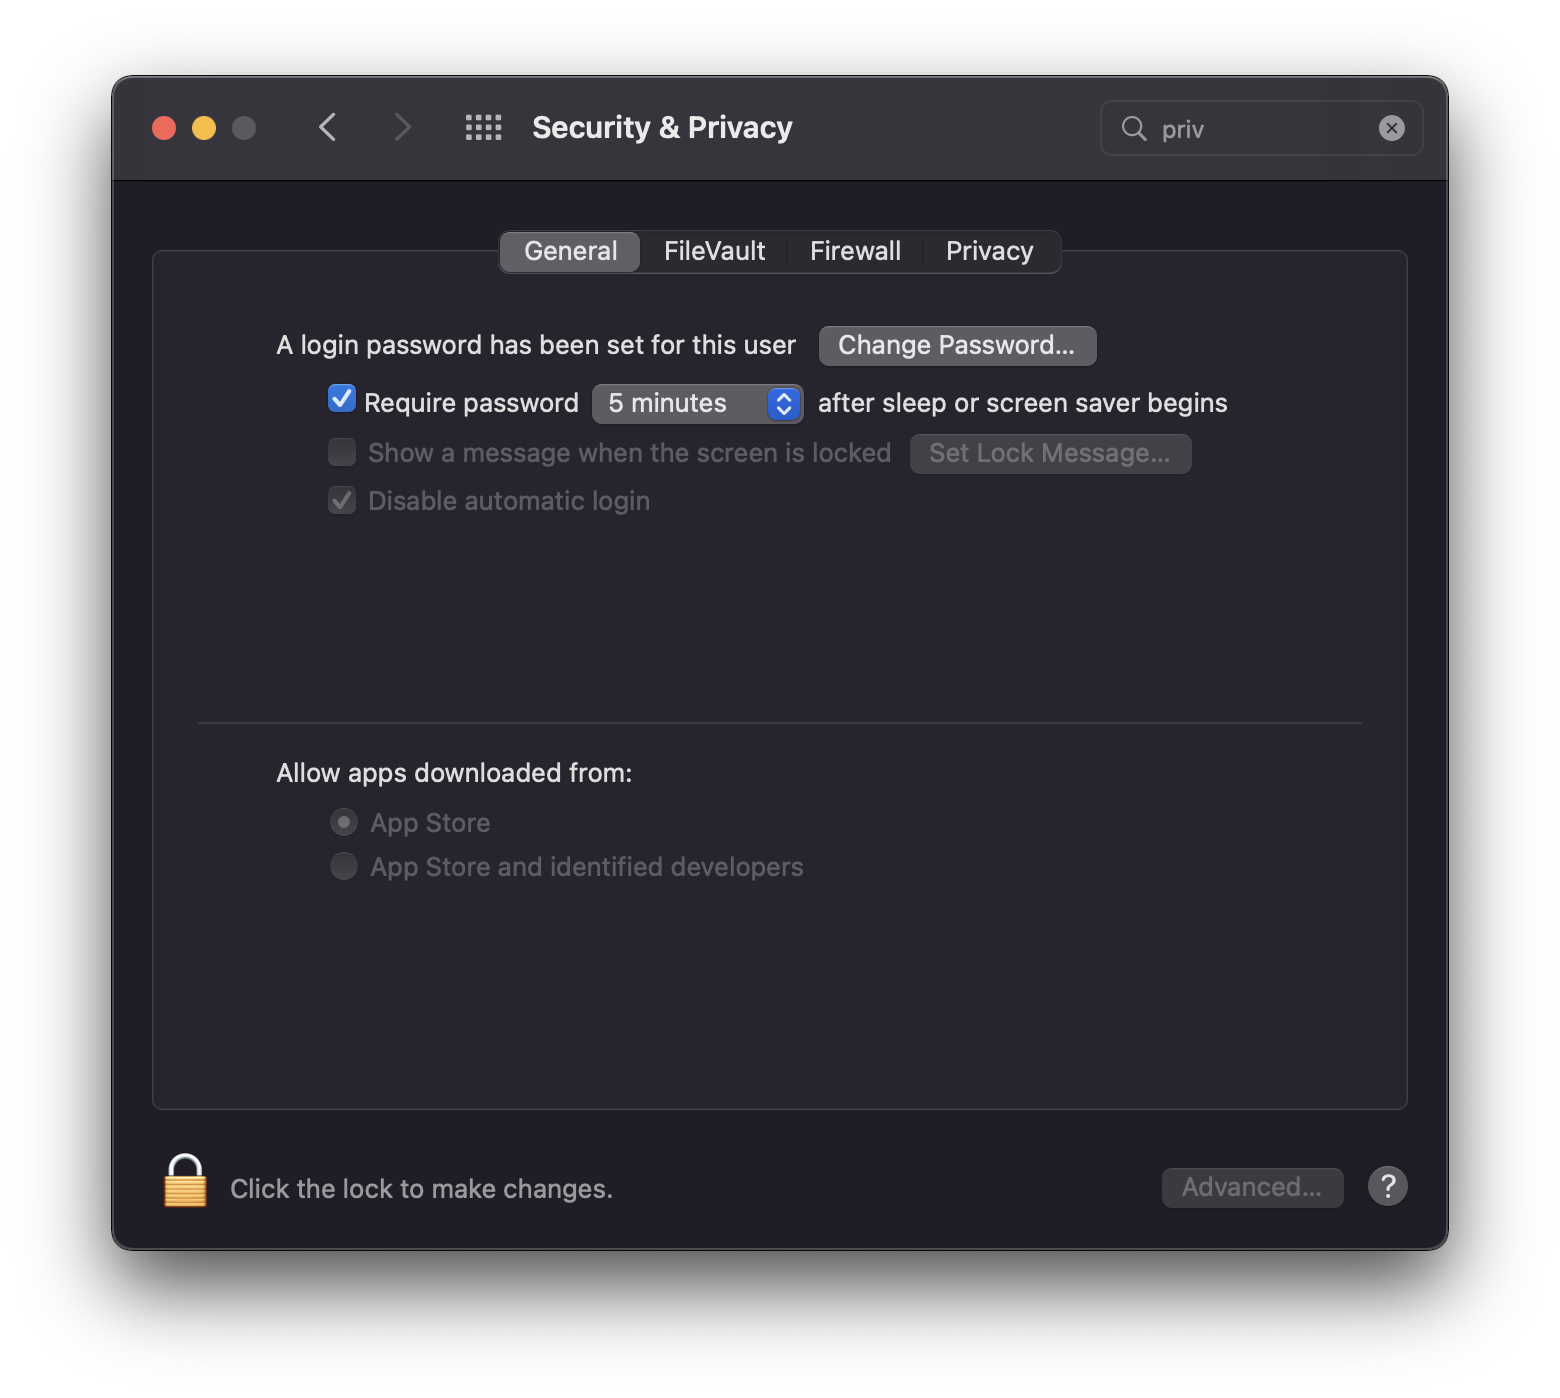 Security & Privacy
priv
General FileVault Firewall Privacy
A login password has been set for this user Change Password...
Require password 5 minutes after sleep or screen saver begins
Show a message when the screen is locked Set Lock Message...
Disable automatic login
Allow apps downloaded from:
App Store
App Store and identified developers
Click the lock to make changes.
Advanced...
?